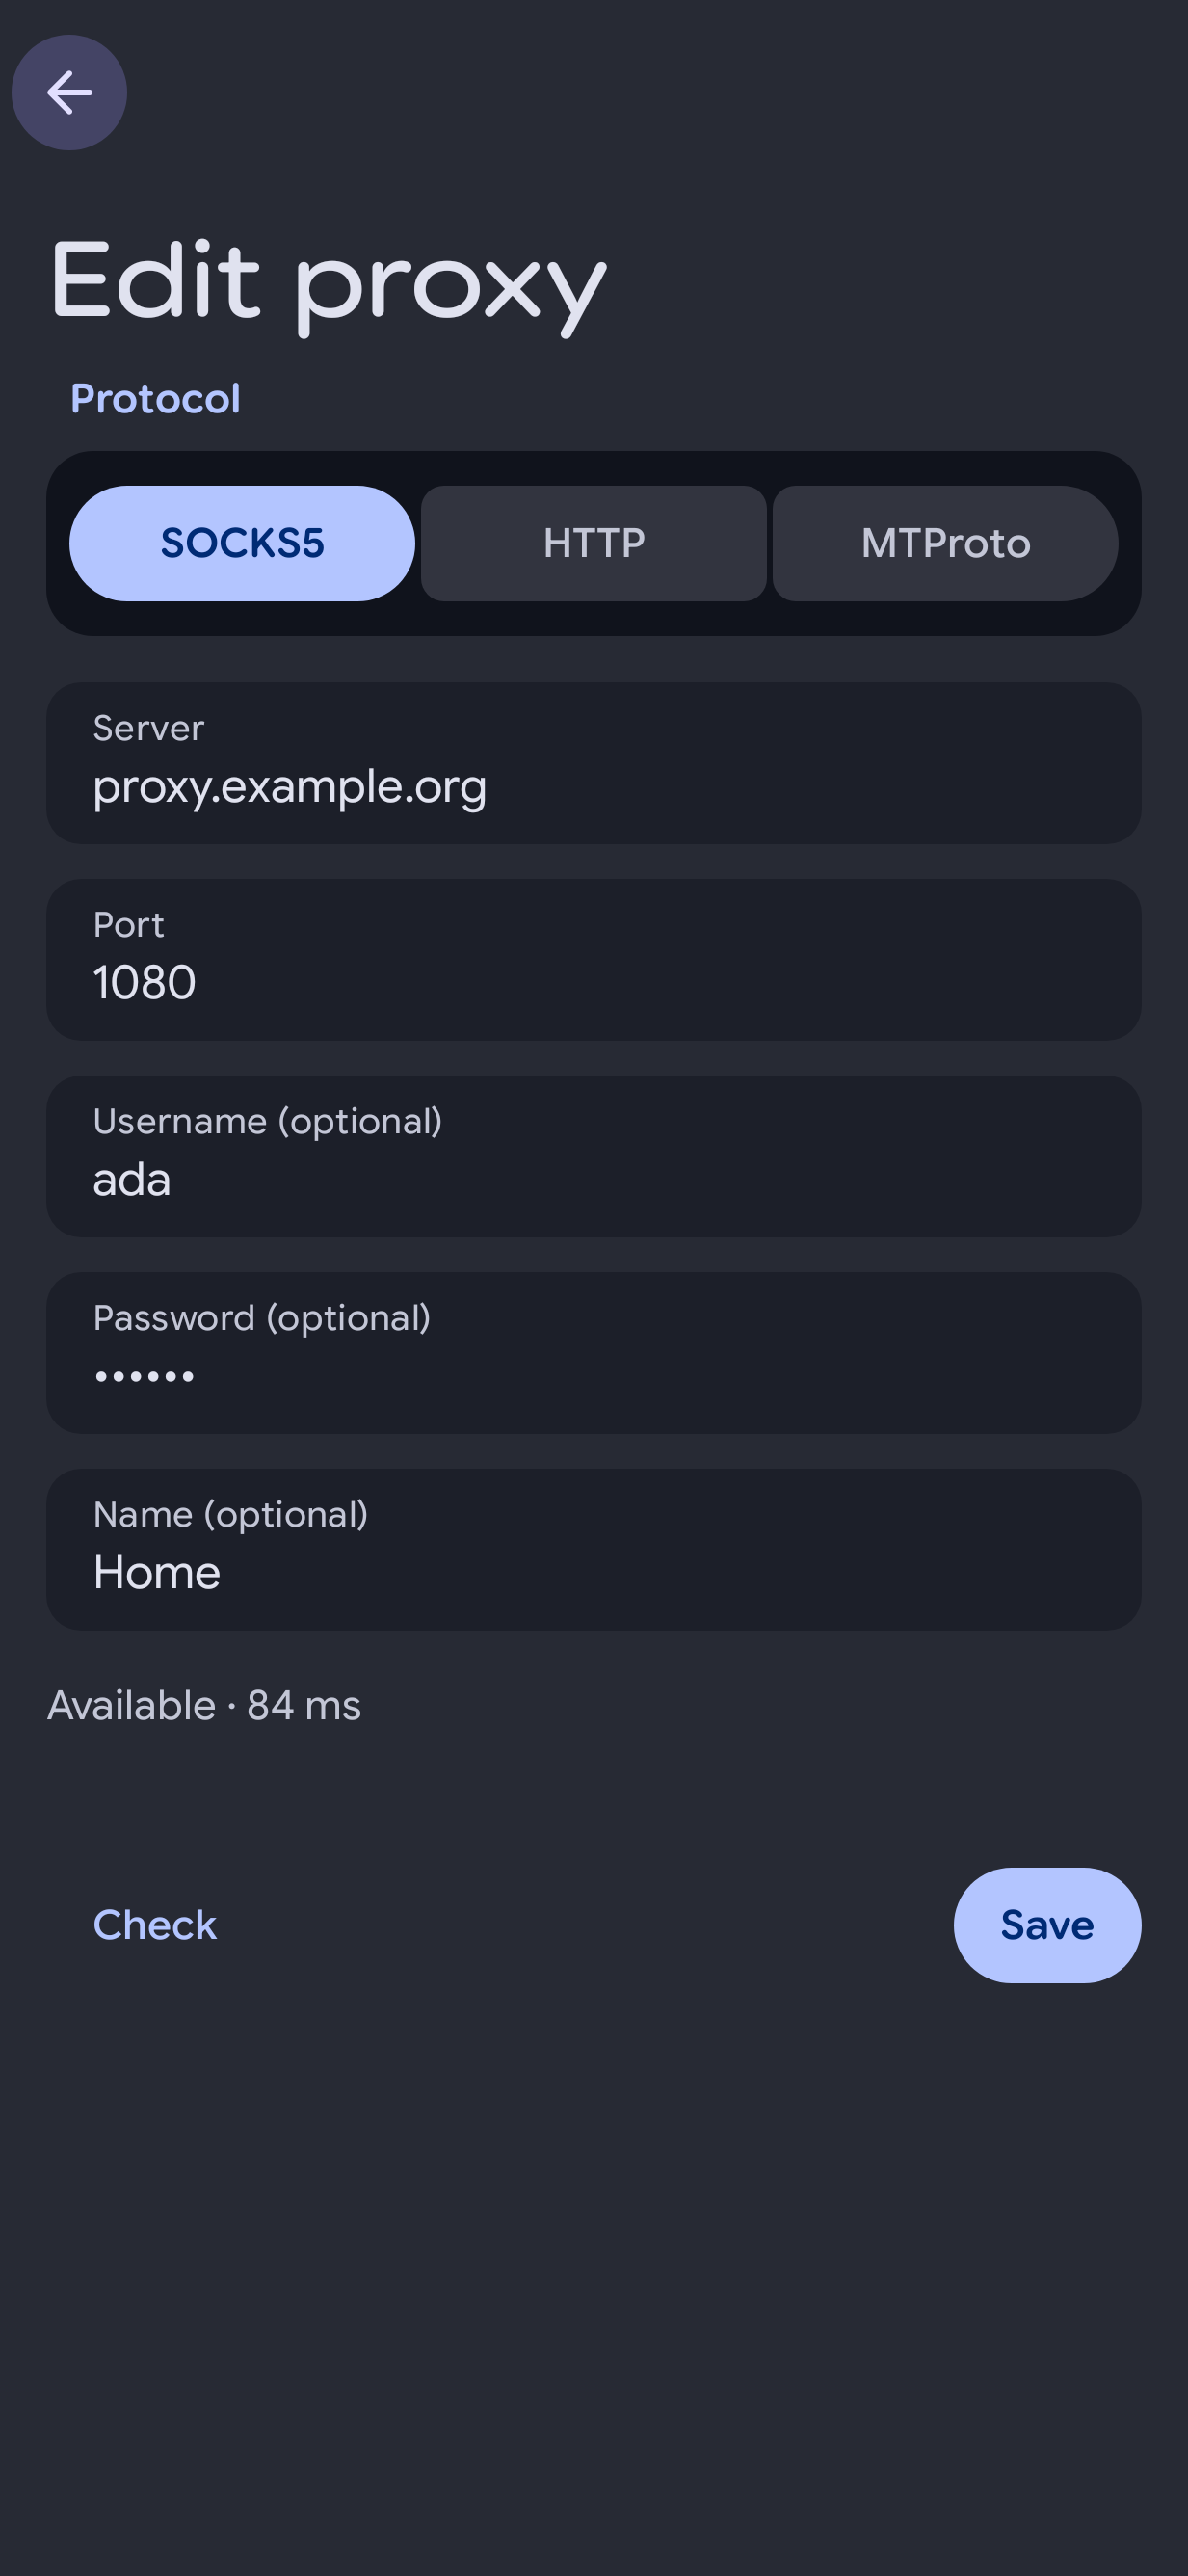 Edit proxy
Protocol
SOCKS5 HTTP MTProto
Server
proxy.example.org
Port
1080
Username (optional)
ada
Password (optional)
••••••
Name (optional)
Home
Available · 84 ms
Check Save